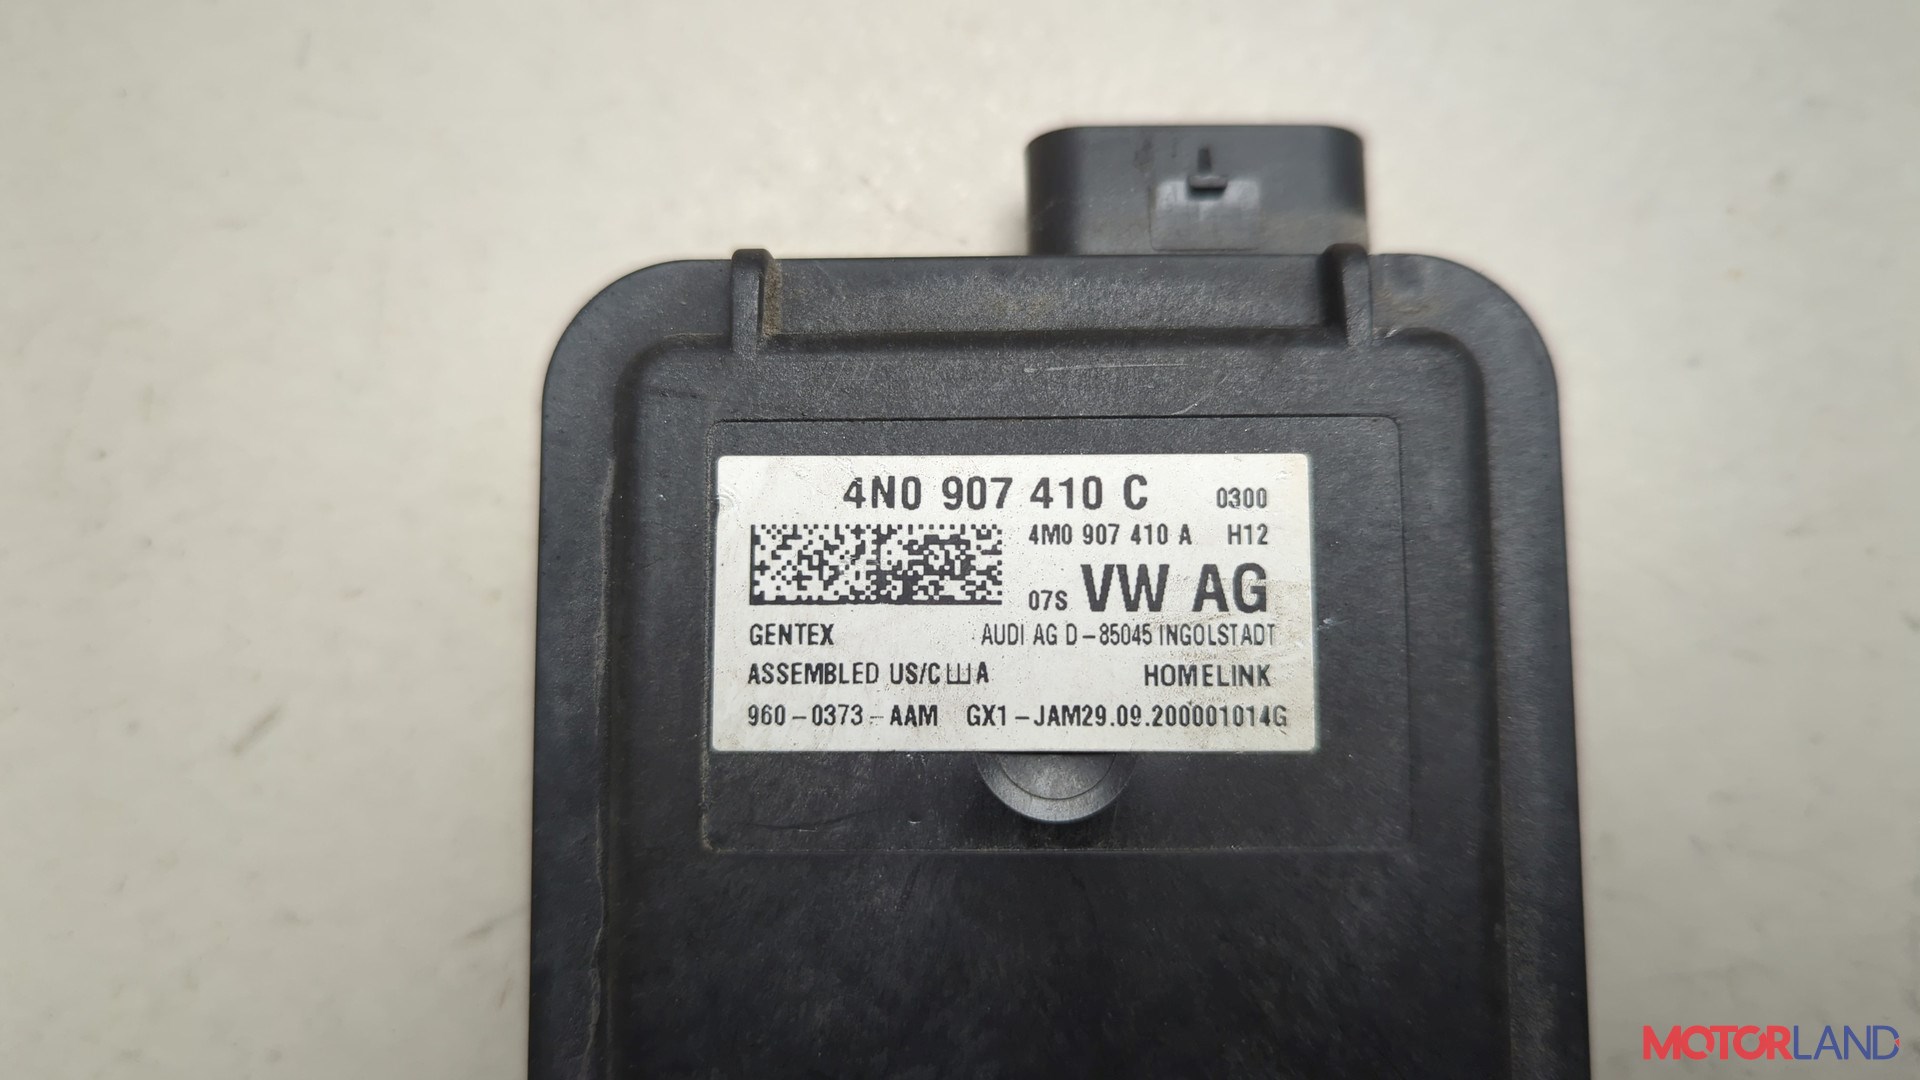 4N0 907 410 C 0300
4M0 907 410 A H12
07S VW AG
GENTEX AUDI AG D-85045 INGOLSTADT
ASSEMBLED US/CШA HOMELINK
960-0373-AAM GX1-JAM29.09.200001014G
MOTORLAND